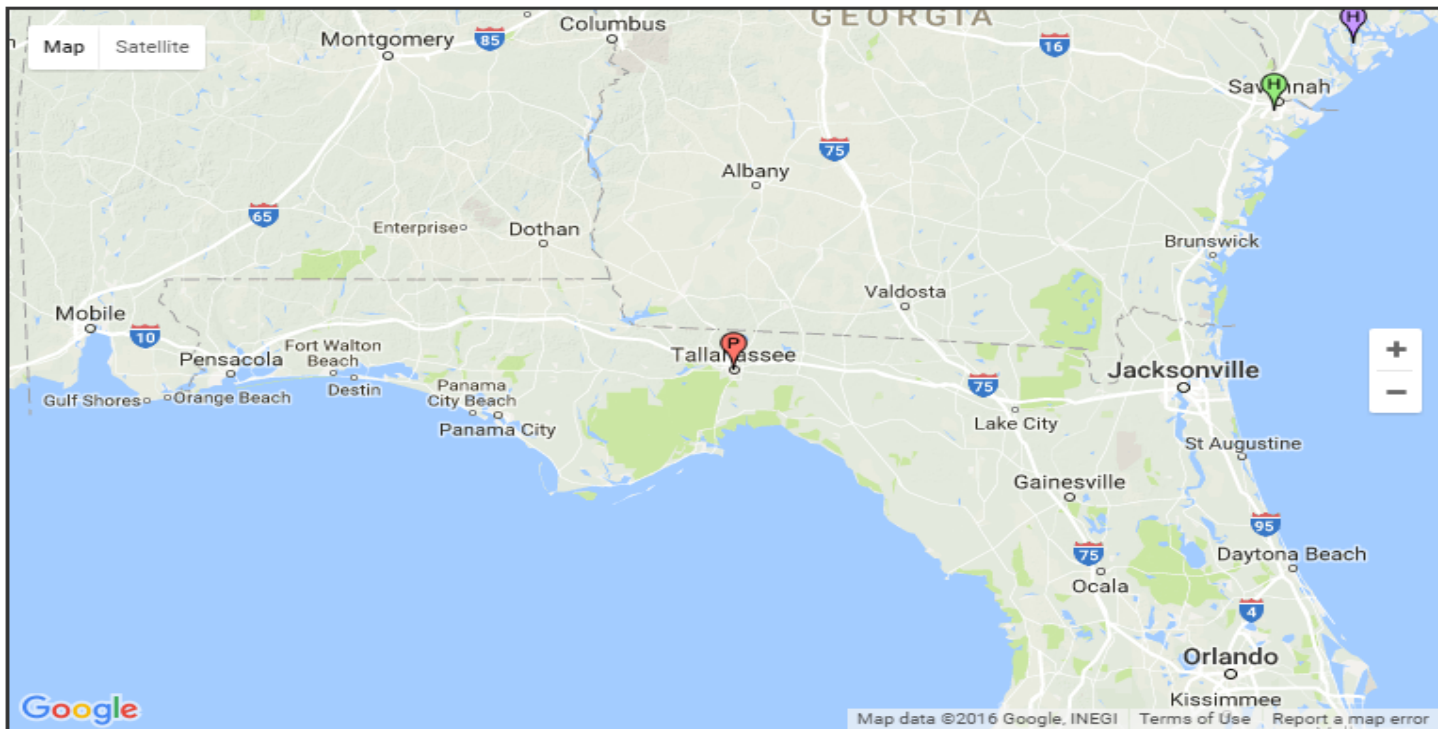 GEORGIA
H
Columbus
Montgomery
85
Map Satellite
16
Savannah
H
75
Albany
65
Enterprise
Dothan
Brunswick
Valdosta
Mobile
10
P
Fort Walton
Beach
Tallahassee
Pensacola
Jacksonville
75
Destin
Panama
City Beach
Gulf Shores
Orange Beach
Lake City
Panama City
St Augustine
Gainesville
95
75
Daytona Beach
Ocala
4
Orlando
Kissimmee
Google
Map data ©2016 Google, INEGI Terms of Use Report a map error
+
−